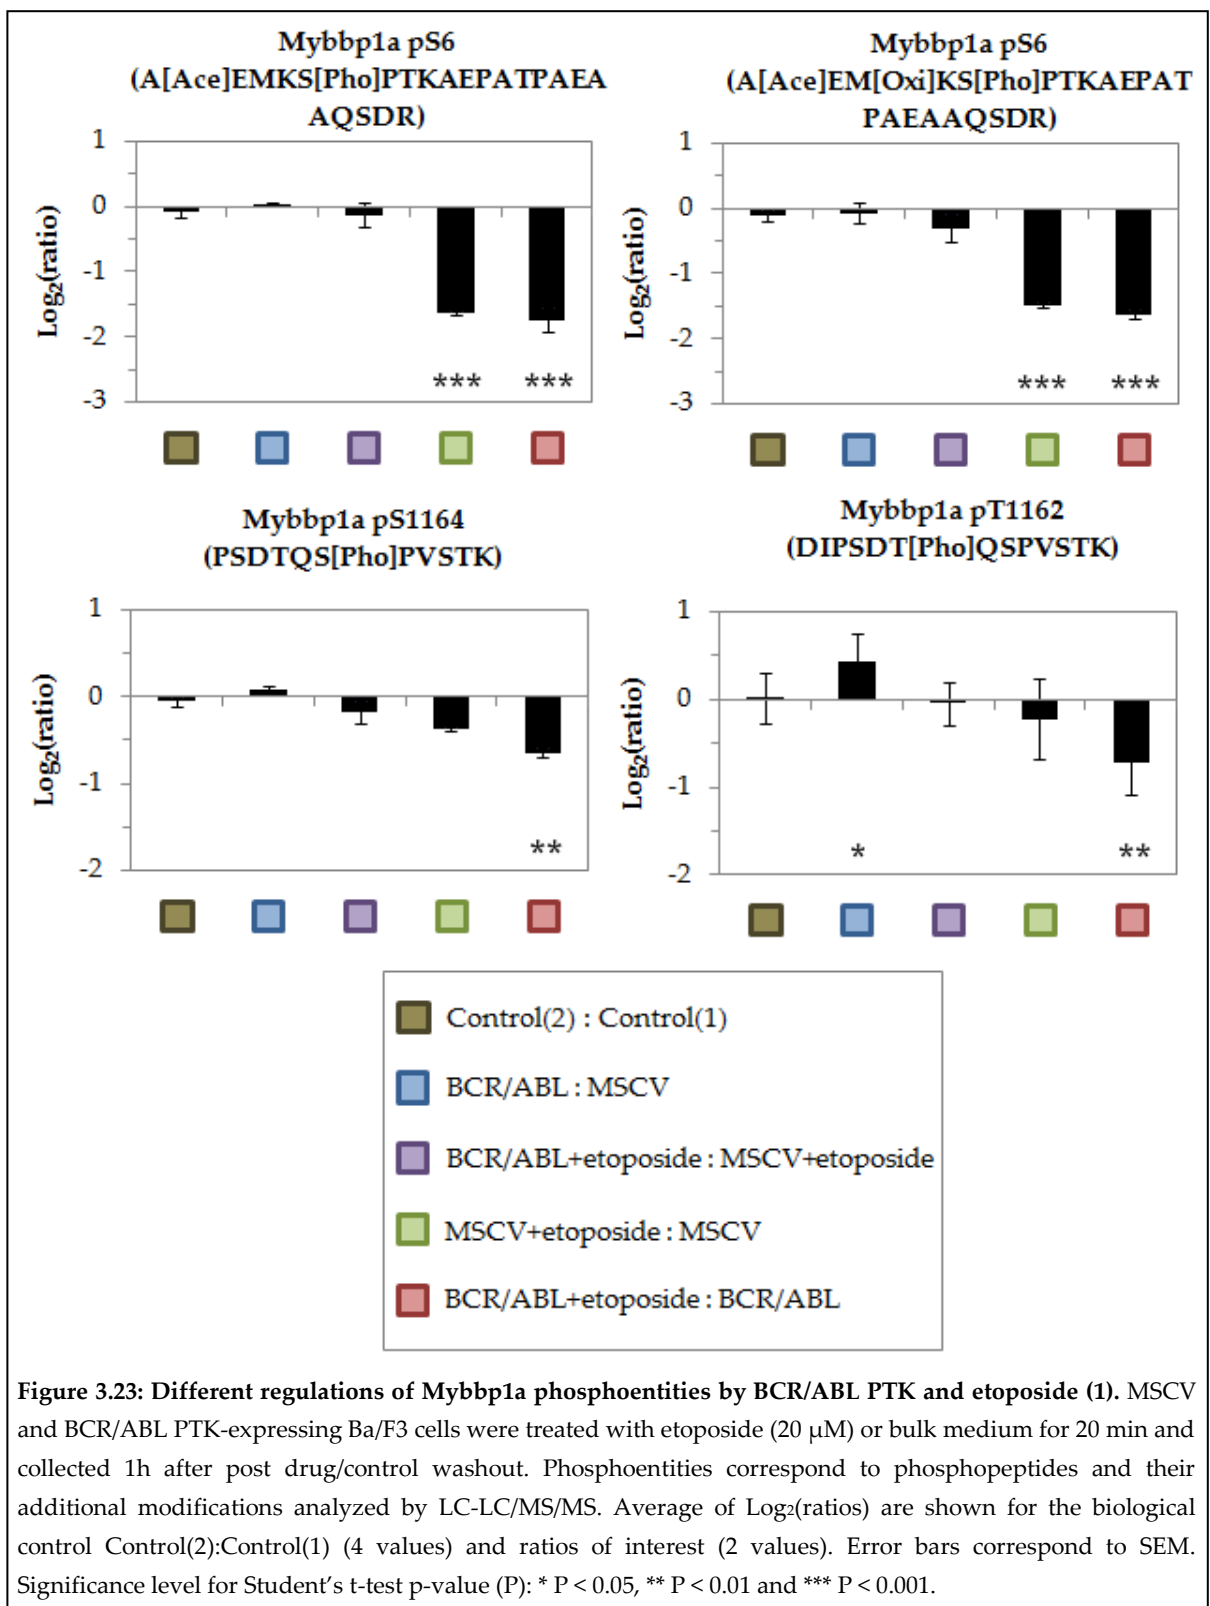 Mybbp1a pS6
(A[Ace]EMKS[Pho]PTKAEPATPAEA
AQSDR)
1
0
-1
-2
-3
Log₂(ratio)
*** ***
Mybbp1a pS6
(A[Ace]EM[Oxi]KS[Pho]PTKAEPAT
PAEAAQSDR)
1
0
-1
-2
-3
Log₂(ratio)
*** ***
Mybbp1a pS1164
(PSDTQS[Pho]PVSTK)
1
0
-1
-2
Log₂(ratio)
**
Mybbp1a pT1162
(DIPSDT[Pho]QSPVSTK)
1
0
-1
-2
Log₂(ratio)
* **
Control(2) : Control(1)
BCR/ABL : MSCV
BCR/ABL+etoposide : MSCV+etoposide
MSCV+etoposide : MSCV
BCR/ABL+etoposide : BCR/ABL
Figure 3.23: Different regulations of Mybbp1a phosphoentities by BCR/ABL PTK and etoposide (1). MSCV
and BCR/ABL PTK-expressing Ba/F3 cells were treated with etoposide (20 µM) or bulk medium for 20 min and
collected 1h after post drug/control washout. Phosphoentities correspond to phosphopeptides and their
additional modifications analyzed by LC-LC/MS/MS. Average of Log₂(ratios) are shown for the biological
control Control(2):Control(1) (4 values) and ratios of interest (2 values). Error bars correspond to SEM.
Significance level for Student's t-test p-value (P): * P < 0.05, ** P < 0.01 and *** P < 0.001.